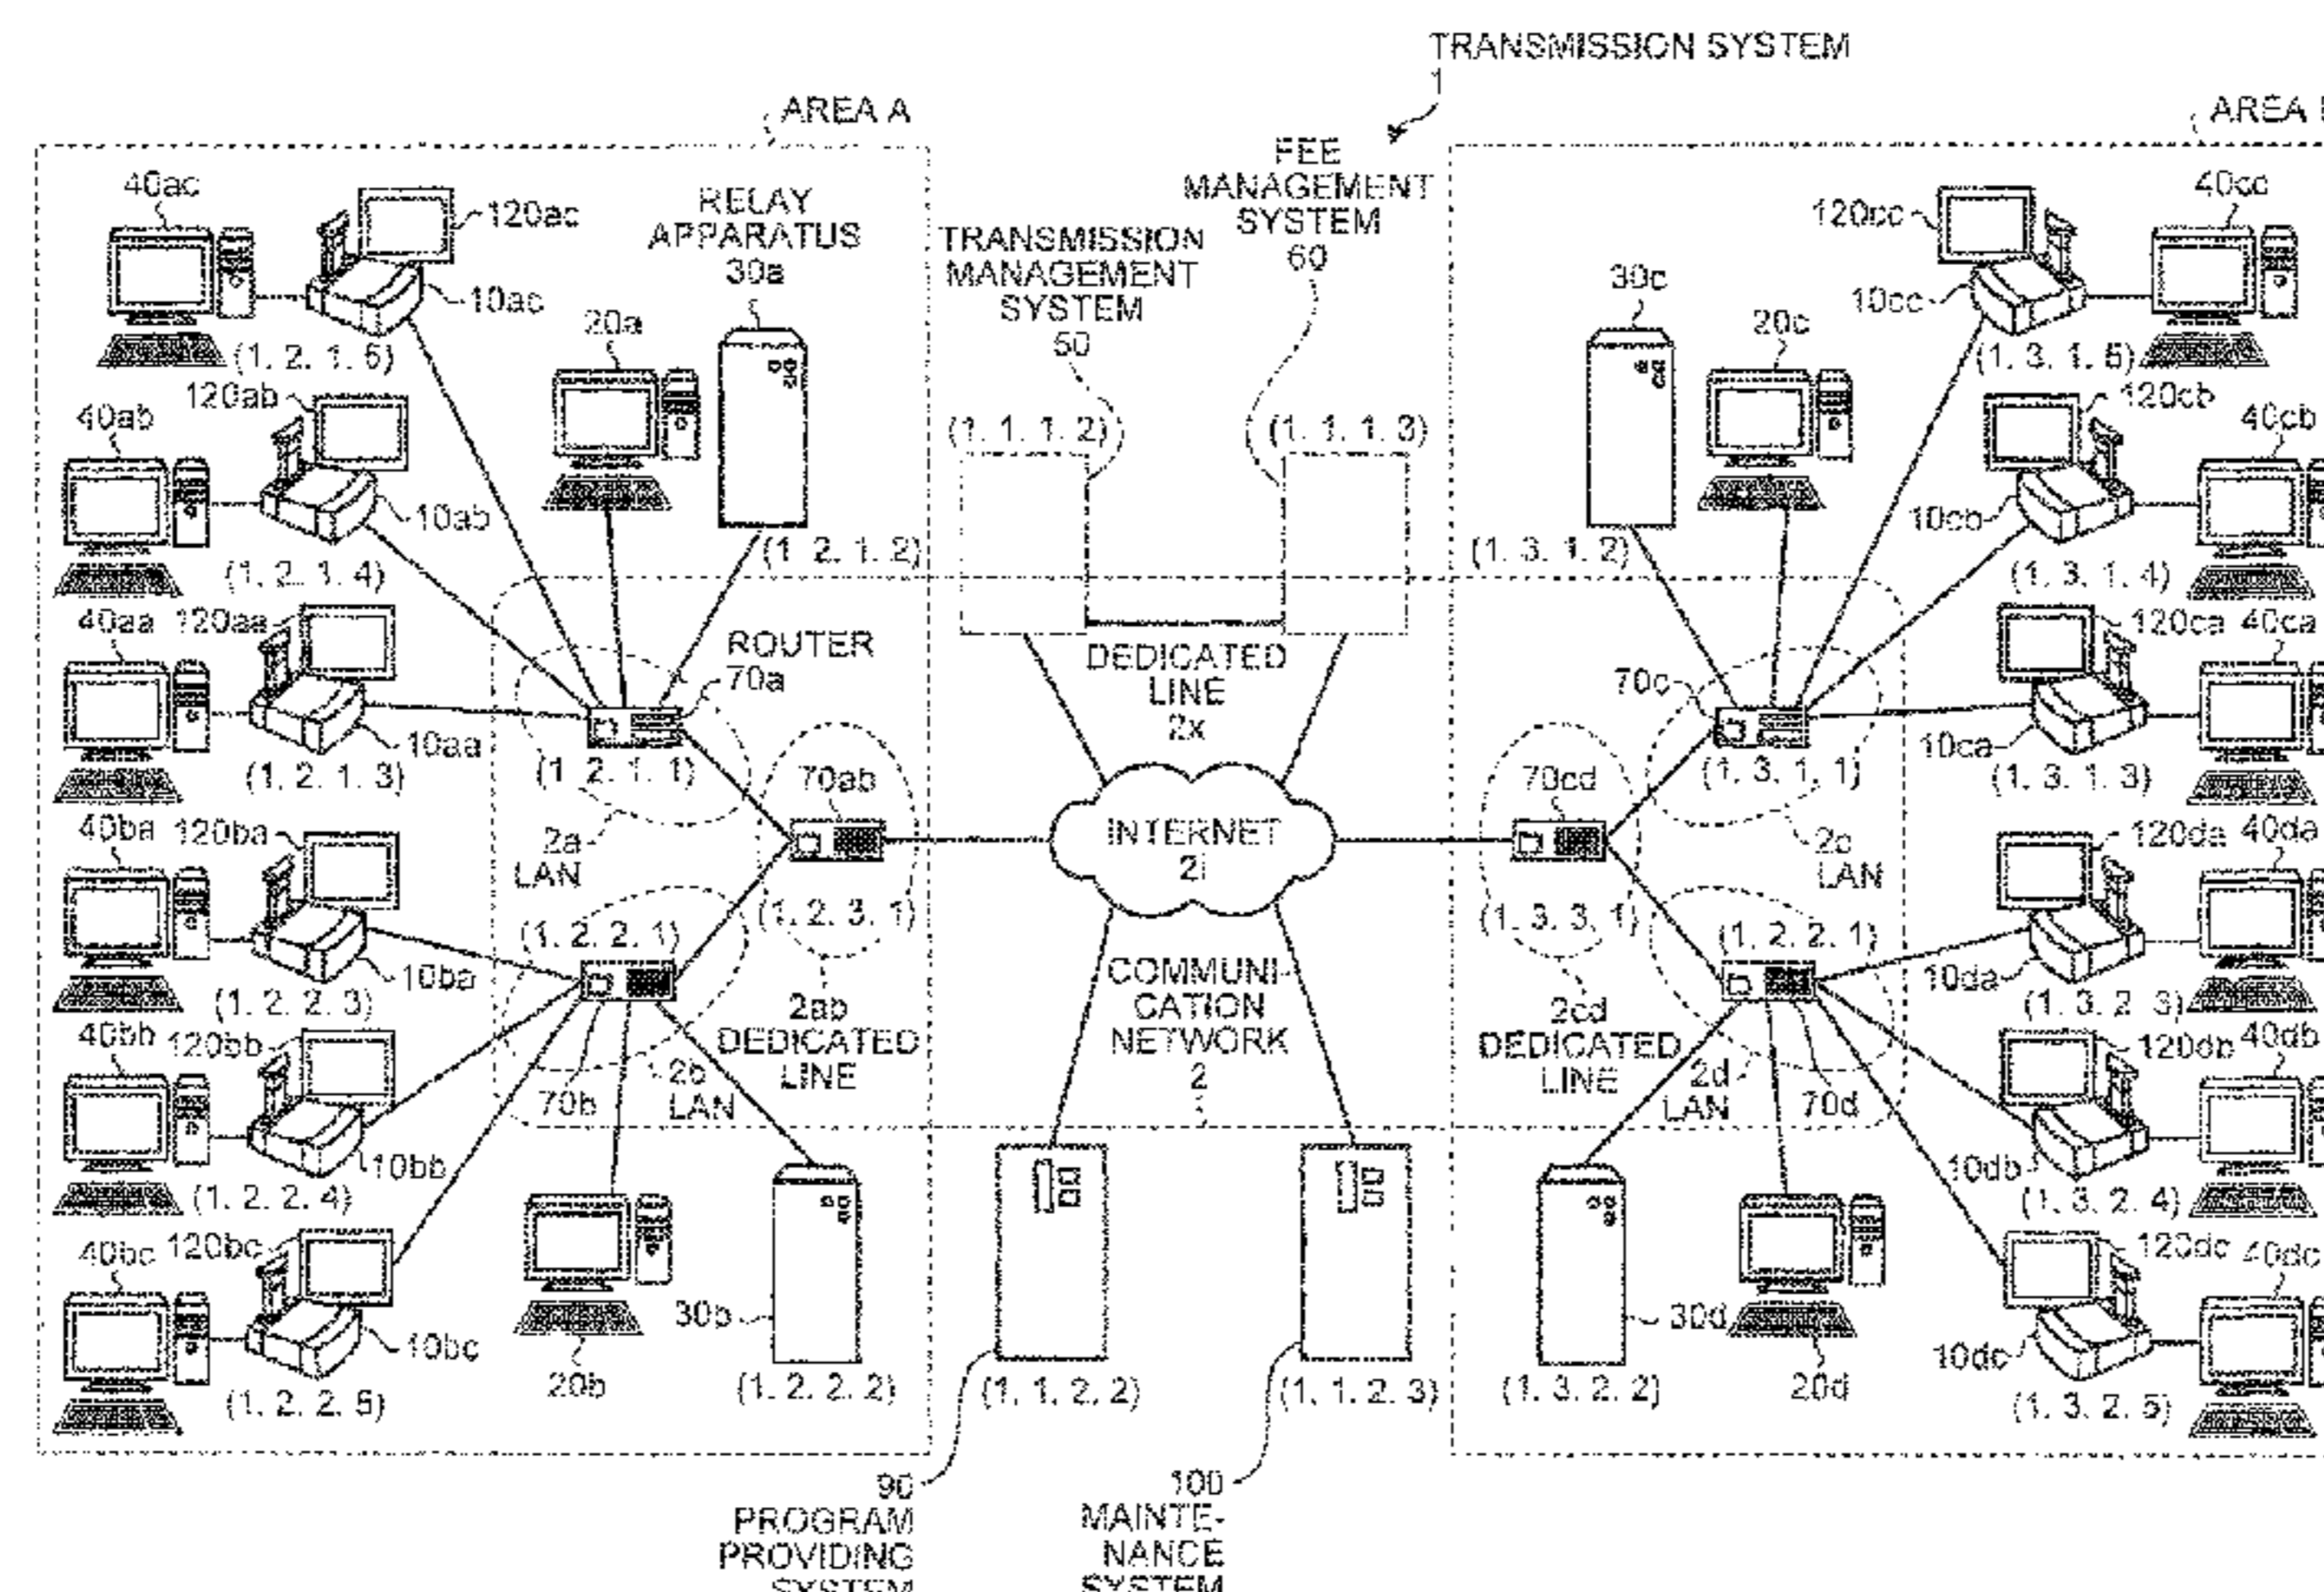 TRANSMISSION SYSTEM
1
AREA A
AREA
FEE
MANAGEMENT
SYSTEM
60
TRANSMISSION
MANAGEMENT
SYSTEM
50
RELAY
APPARATUS
30a
40ac
120ac
10ac
(1. 2. 1. 5)
20a
(1. 2. 1. 2)
120ab
40ab
10ab
(1. 2. 1. 4)
40aa
120aa
10aa
(1. 2. 1. 3)
ROUTER
70a
(1. 2. 1. 1)
2a
LAN
70ab
(1. 2. 3. 1)
2ab
DEDICATED
LINE
40ba
120ba
10ba
(1. 2. 2. 3)
(1. 2. 2. 1)
70b
2b
LAN
40bb
120bb
10bb
(1. 2. 2. 4)
40bc
120bc
10bc
(1. 2. 2. 5)
20b
30b
(1. 2. 2. 2)
(1. 1. 1. 2)
(1. 1. 1. 3)
DEDICATED
LINE
2x
INTERNET
2i
COMMUNI-
CATION
NETWORK
2
(1. 1. 2. 2)
(1. 1. 2. 3)
30c
20c
(1. 3. 1. 2)
120cc
40cc
10cc
(1. 3. 1. 5)
120cb
40cb
10cb
(1. 3. 1. 4)
120ca
40ca
10ca
(1. 3. 1. 3)
70c
(1. 3. 1. 1)
2c
LAN
70cd
(1. 3. 3. 1)
2cd
DEDICATED
LINE
(1. 2. 2. 1)
2d
LAN
70d
120da
40da
10da
(1. 3. 2. 3)
120db
40db
10db
(1. 3. 2. 4)
120dc
40dc
10dc
(1. 3. 2. 5)
30d
(1. 3. 2. 2)
20d
90
PROGRAM
PROVIDING
SYSTEM
100
MAINTE-
NANCE
SYSTEM